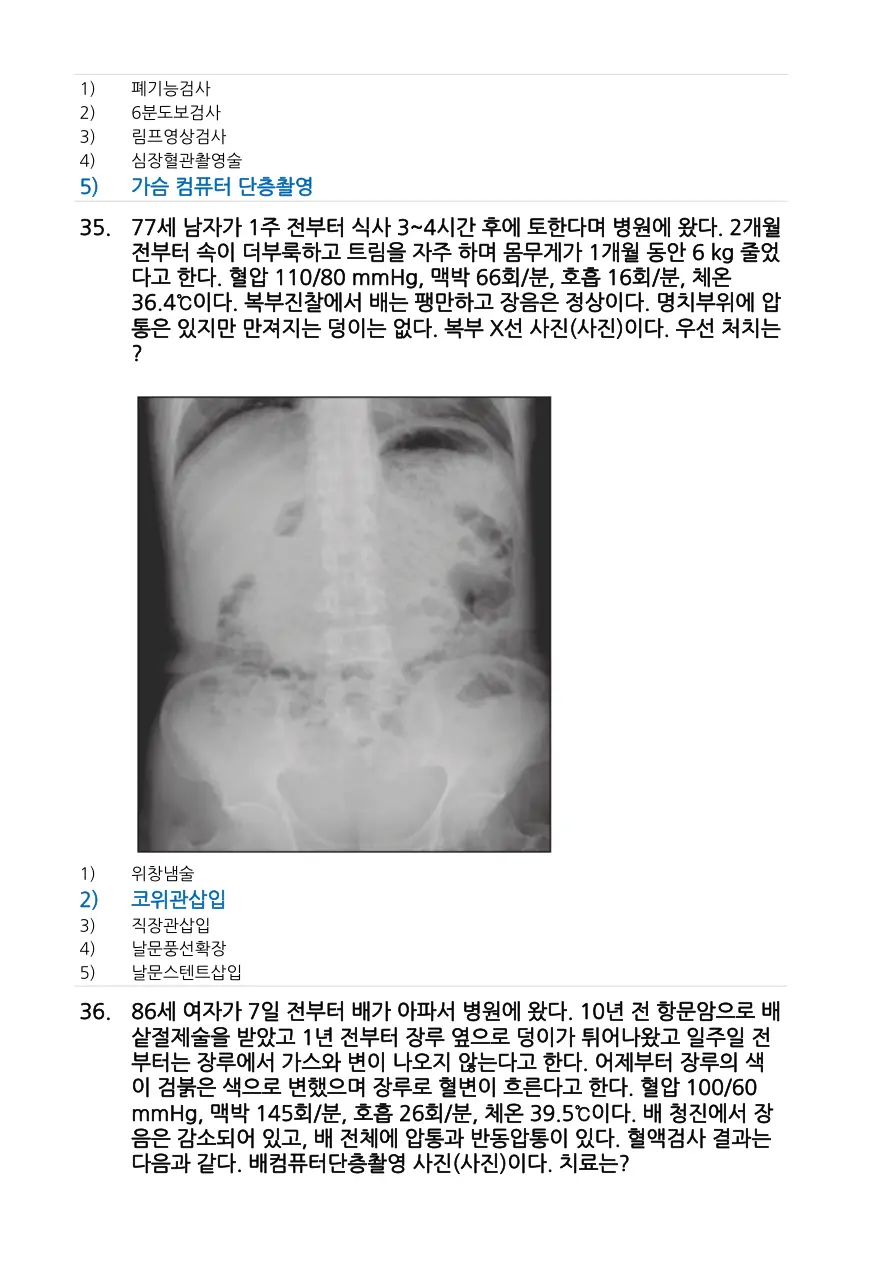 1) 폐기능검사
2) 6분도보검사
3) 림프영상검사
4) 심장혈관촬영술
5) 가슴 컴퓨터 단층촬영
35. 77세 남자가 1주 전부터 식사 3~4시간 후에 토한다며 병원에 왔다. 2개월
전부터 속이 더부룩하고 트림을 자주 하며 몸무게가 1개월 동안 6 kg 줄었
다고 한다. 혈압 110/80 mmHg, 맥박 66회/분, 호흡 16회/분, 체온
36.4℃이다. 복부진찰에서 배는 팽만하고 장음은 정상이다. 명치부위에 압
통은 있지만 만져지는 덩이는 없다. 복부 X선 사진(사진)이다. 우선 처치는
?
1) 위창냄술
2) 코위관삽입
3) 직장관삽입
4) 날문풍선확장
5) 날문스텐트삽입
36. 86세 여자가 7일 전부터 배가 아파서 병원에 왔다. 10년 전 항문암으로 배
샅절제술을 받았고 1년 전부터 장루 옆으로 덩이가 튀어나왔고 일주일 전
부터는 장루에서 가스와 변이 나오지 않는다고 한다. 어제부터 장루의 색
이 검붉은 색으로 변했으며 장루로 혈변이 흐른다고 한다. 혈압 100/60
mmHg, 맥박 145회/분, 호흡 26회/분, 체온 39.5℃이다. 배 청진에서 장
음은 감소되어 있고, 배 전체에 압통과 반동압통이 있다. 혈액검사 결과는
다음과 같다. 배컴퓨터단층촬영 사진(사진)이다. 치료는?